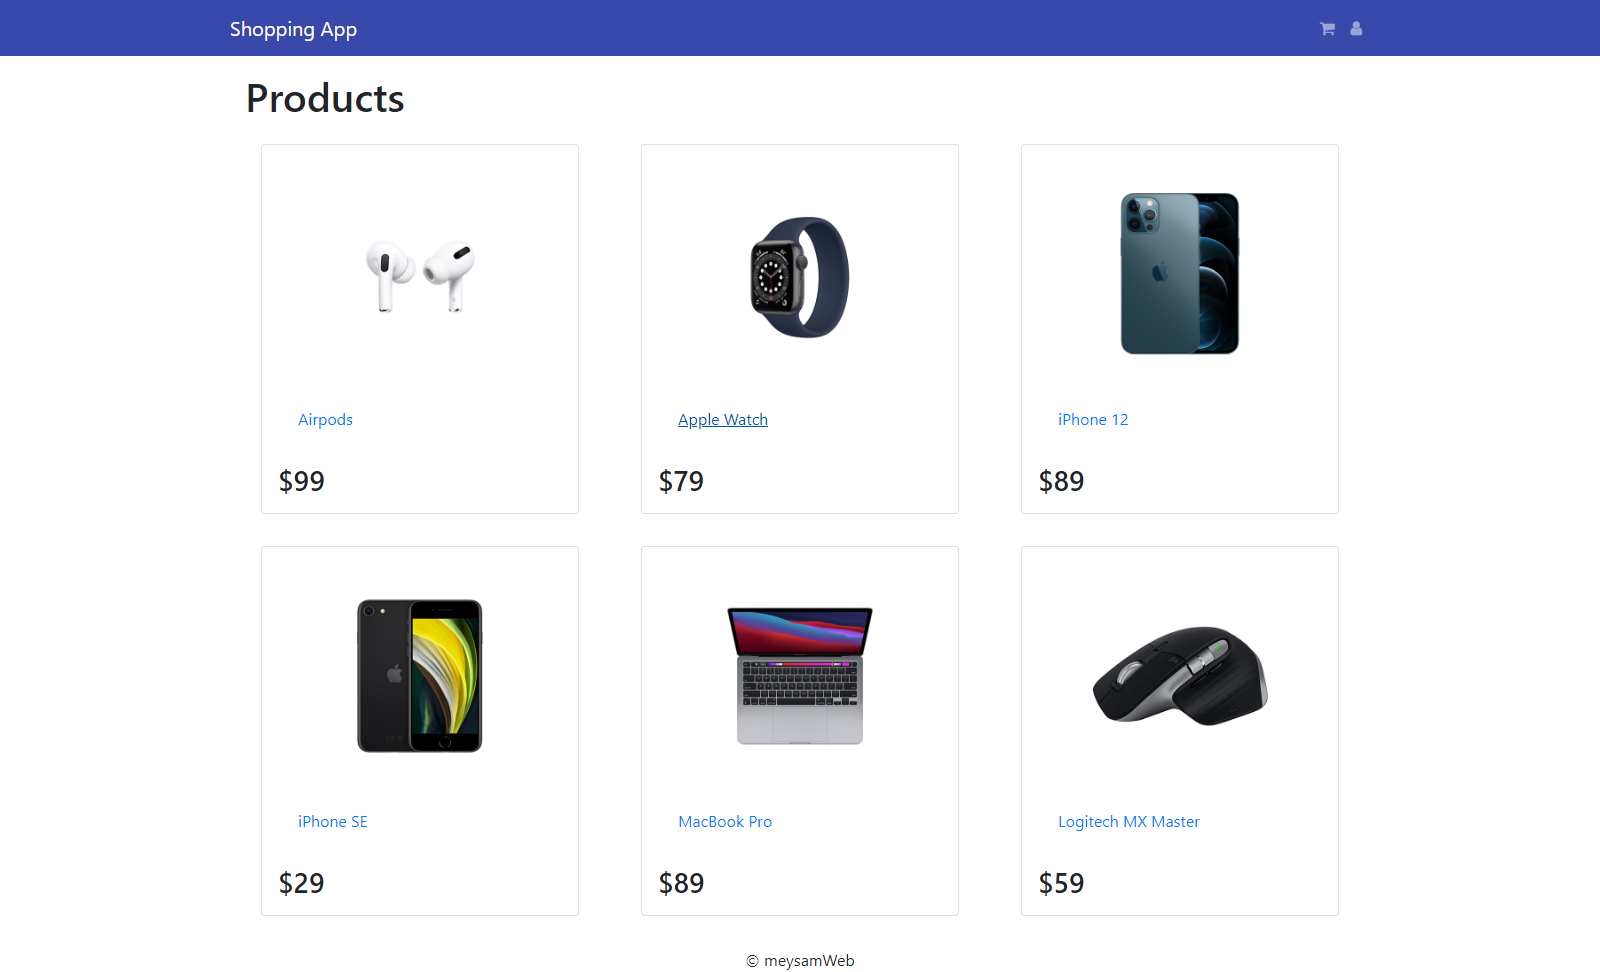 Shopping App
Products
Airpods
Apple Watch
iPhone 12
$99
$79
$89
iPhone SE
MacBook Pro
Logitech MX Master
$29
$89
$59
© meysamWeb